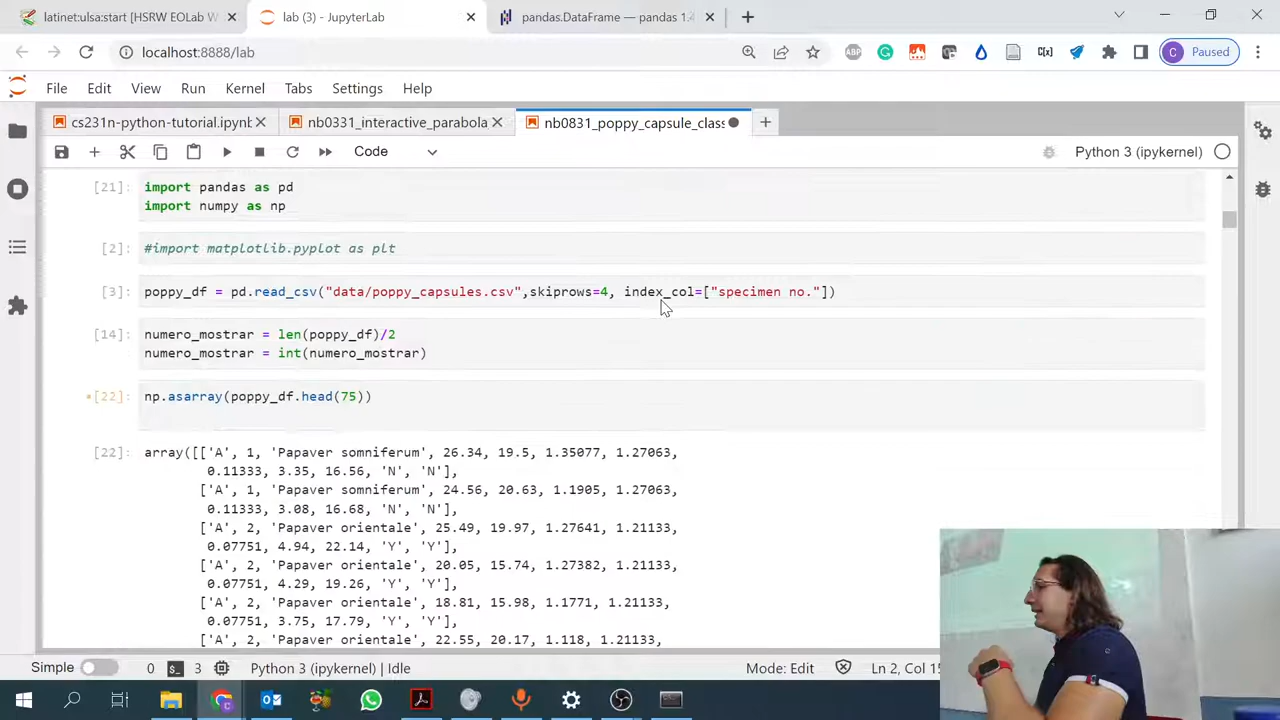 latinet:ulsa:start [HSRW EOLab W
lab (3) - JupyterLab
pandas.DataFrame — pandas 1.4
localhost:8888/lab
ABP
C[x]
C Paused
File Edit View Run Kernel Tabs Settings Help
cs231n-python-tutorial.ipynb
nb0331_interactive_parabola
nb0831_poppy_capsule_class
Code
Python 3 (ipykernel)
[21]: import pandas as pd
import numpy as np
[2]: #import matplotlib.pyplot as plt
[3]: poppy_df = pd.read_csv("data/poppy_capsules.csv",skiprows=4, index_col=["specimen no."])
[14]: numero_mostrar = len(poppy_df)/2
numero_mostrar = int(numero_mostrar)
[22]: np.asarray(poppy_df.head(75))
[22]: array([['A', 1, 'Papaver somniferum', 26.34, 19.5, 1.35077, 1.27063,
0.11333, 3.35, 16.56, 'N', 'N'],
['A', 1, 'Papaver somniferum', 24.56, 20.63, 1.1905, 1.27063,
0.11333, 3.08, 16.68, 'N', 'N'],
['A', 2, 'Papaver orientale', 25.49, 19.97, 1.27641, 1.21133,
0.07751, 4.94, 22.14, 'Y', 'Y'],
['A', 2, 'Papaver orientale', 20.05, 15.74, 1.27382, 1.21133,
0.07751, 4.29, 19.26, 'Y', 'Y'],
['A', 2, 'Papaver orientale', 18.81, 15.98, 1.1771, 1.21133,
0.07751, 3.75, 17.79, 'Y', 'Y'],
['A', 2, 'Papaver orientale', 22.55, 20.17, 1.118, 1.21133,
Simple 0 3 Python 3 (ipykernel) | Idle Mode: Edit Ln 2, Col 1